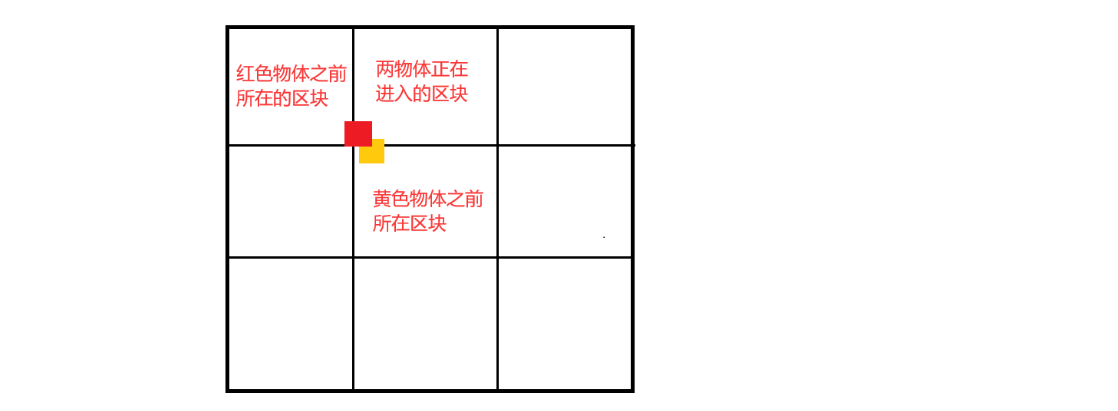 红色物体之前
所在的区块
两物体正在
进入的区块
黄色物体之前
所在区块